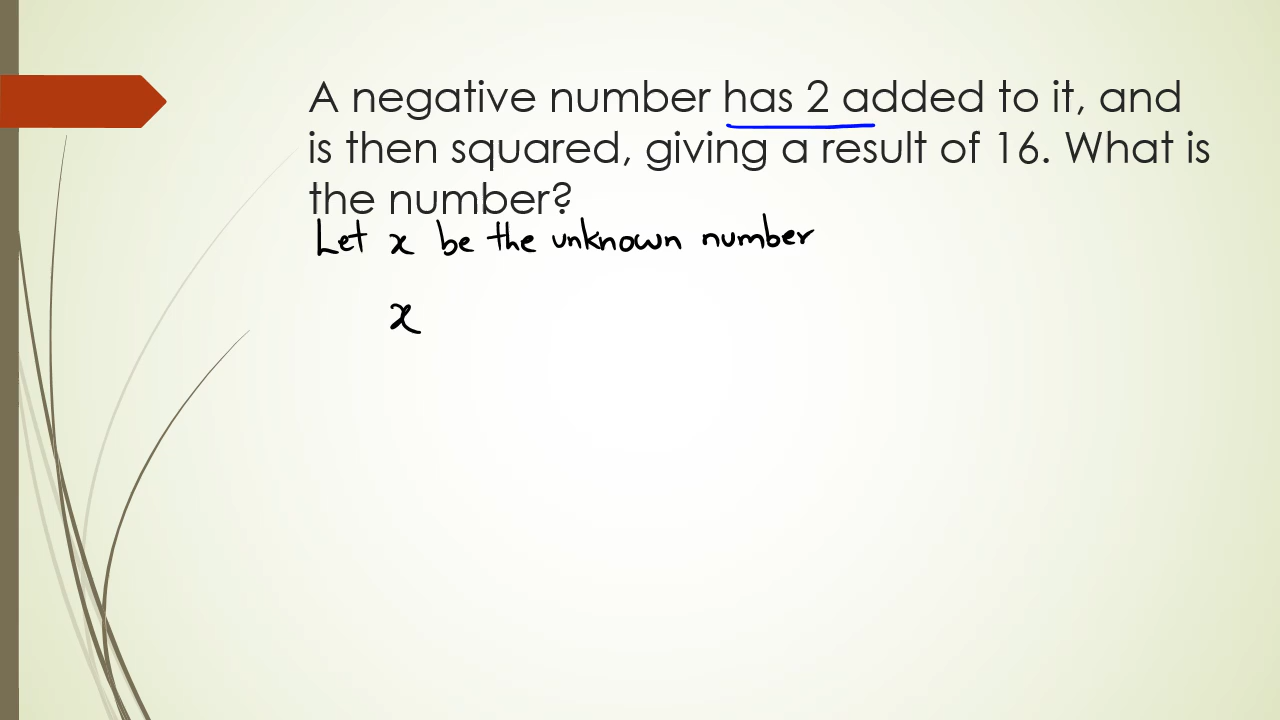 A negative number has 2 added to it, and
is then squared, giving a result of 16. What is
the number?
Let x be the unknown number
x